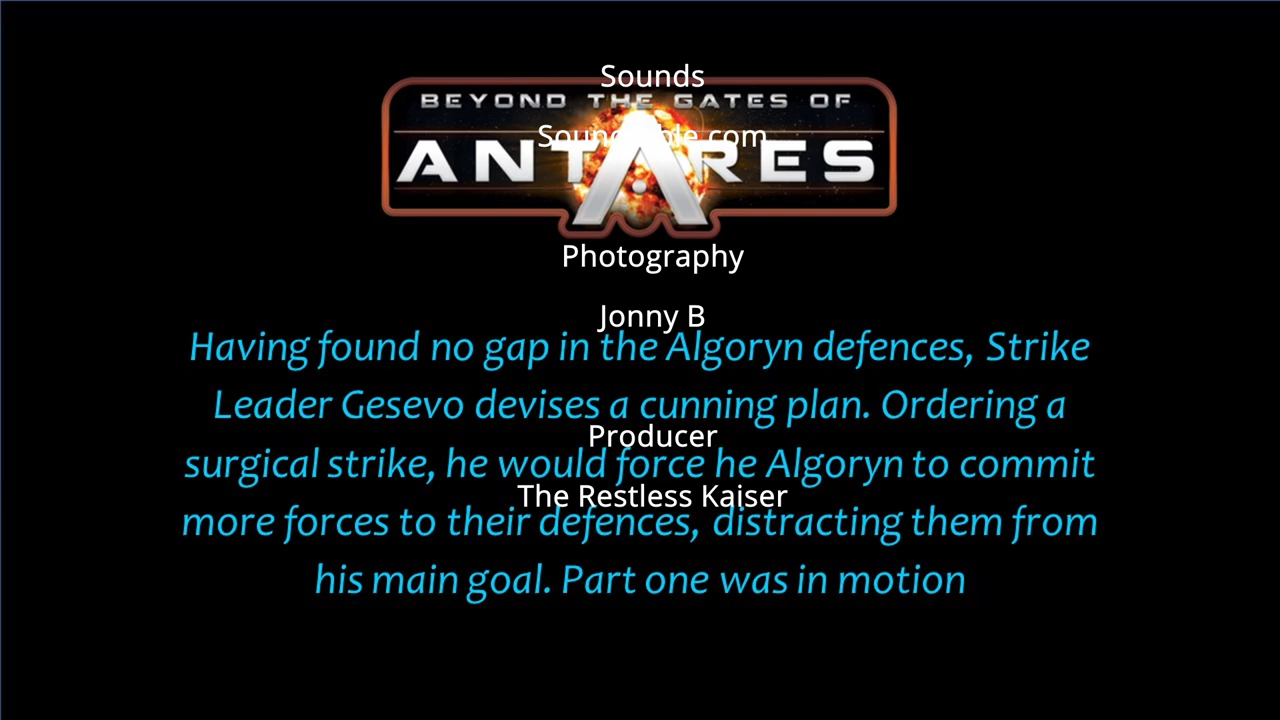 Sounds
BEYOND THE GATES OF
ANTARES
Photography
Jonny B
Having found no gap in the Algoryn defences, Strike
Leader Gesevo devises a cunning plan. Ordering a
Producer
surgical strike, he would force he Algoryn to commit
The Restless Kaiser
more forces to their defences, distracting them from
his main goal. Part one was in motion